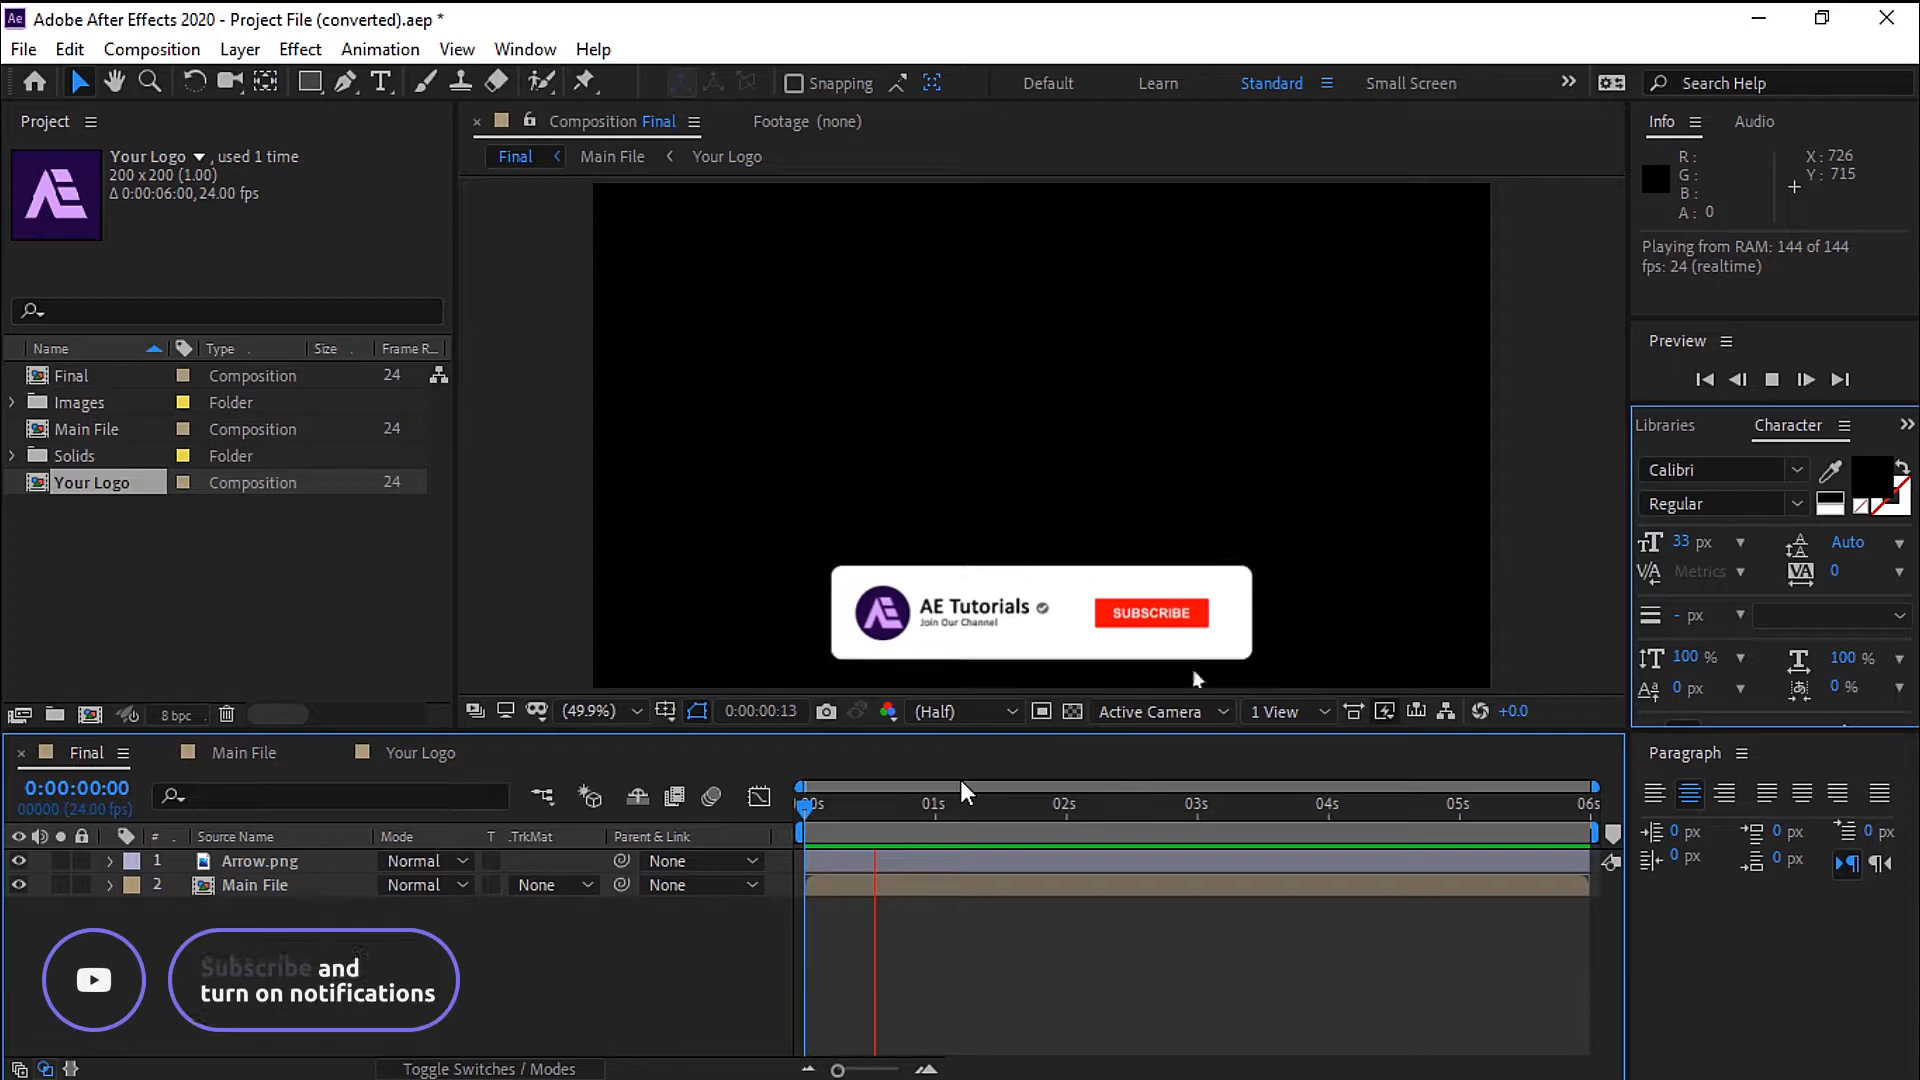 Ae Adobe After Effects 2020 - Project File (converted).aep *
File Edit Composition Layer Effect Animation View Window Help
Snapping
Default Learn Standard Small Screen
Search Help
Project
Your Logo , used 1 time
200 x 200 (1.00)
Δ 0:00:06:00, 24.00 fps
AE
Name Type Size Frame R...
Final Composition 24
Images Folder
Main File Composition 24
Solids Folder
Your Logo Composition 24
8 bpc
Composition Final Footage (none)
Final Main File Your Logo
AE Tutorials
Join Our Channel
SUBSCRIBE
(49.9%) 0:00:00:13 (Half) Active Camera 1 View +0.0
Info Audio
R :
G :
B :
A : 0
X : 726
Y : 715
Playing from RAM: 144 of 144
fps: 24 (realtime)
Preview
Libraries Character
Calibri
Regular
33 px Auto
Metrics 0
- px
100 % 100 %
0 px 0 %
Paragraph
0 px 0 px 0 px
0 px 0 px
Final Main File Your Logo
0:00:00:00
00000 (24.00 fps)
00s 01s 02s 03s 04s 05s 06s
# Source Name Mode T .TrkMat Parent & Link
1 Arrow.png Normal None
2 Main File Normal None None
Subscribe and
turn on notifications
Toggle Switches / Modes